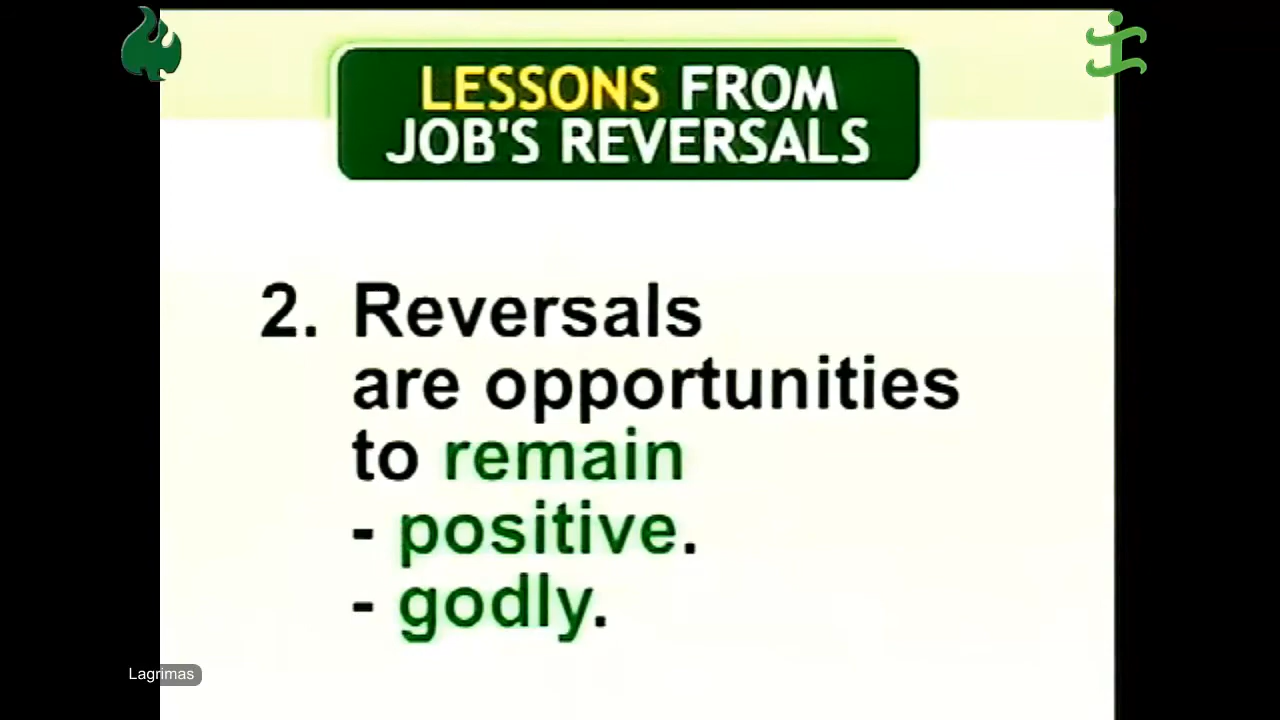 LESSONS FROM
JOB'S REVERSALS
2. Reversals
are opportunities
to remain
- positive.
- godly.
Lagrimas